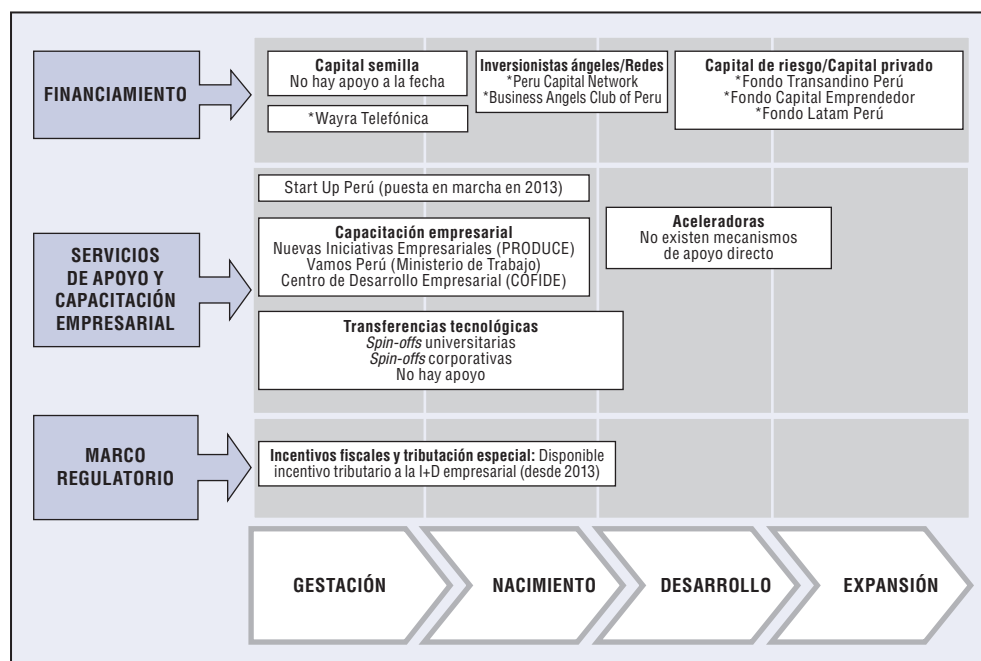 FINANCIAMIENTO
Capital semilla
No hay apoyo a la fecha
*Wayra Telefónica
Inversionistas ángeles/Redes
*Peru Capital Network
*Business Angels Club of Peru
Capital de riesgo/Capital privado
*Fondo Transandino Perú
*Fondo Capital Emprendedor
*Fondo Latam Perú
SERVICIOS
DE APOYO Y
CAPACITACIÓN
EMPRESARIAL
Start Up Perú (puesta en marcha en 2013)
Capacitación empresarial
Nuevas Iniciativas Empresariales (PRODUCE)
Vamos Perú (Ministerio de Trabajo)
Centro de Desarrollo Empresarial (COFIDE)
Aceleradoras
No existen mecanismos
de apoyo directo
Transferencias tecnológicas
Spin-offs universitarias
Spin-offs corporativas
No hay apoyo
MARCO
REGULATORIO
Incentivos fiscales y tributación especial: Disponible
incentivo tributario a la I+D empresarial (desde 2013)
GESTACIÓN
NACIMIENTO
DESARROLLO
EXPANSIÓN